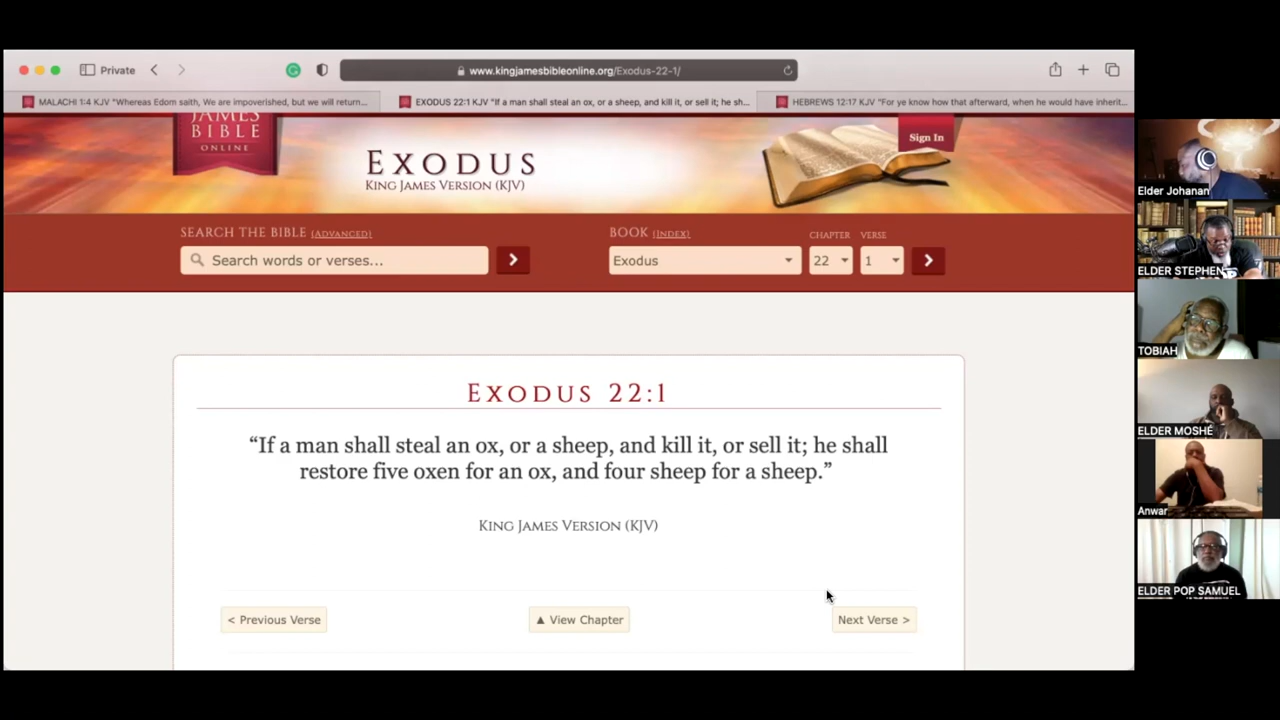 Private
www.kingjamesbibleonline.org/Exodus-22-1/
MALACHI 1:4 KJV "Whereas Edom saith, We are impoverished, but we will return...
EXODUS 22:1 KJV "If a man shall steal an ox, or a sheep, and kill it, or sell it; he sh...
HEBREWS 12:17 KJV "For ye know how that afterward, when he would have inherit...
JAMES
BIBLE
ONLINE
EXODUS
KING JAMES VERSION (KJV)
Sign In
SEARCH THE BIBLE (ADVANCED)
BOOK (INDEX)
CHAPTER
VERSE
Search words or verses...
Exodus
22
1
EXODUS 22:1
“If a man shall steal an ox, or a sheep, and kill it, or sell it; he shall
restore five oxen for an ox, and four sheep for a sheep.”
KING JAMES VERSION (KJV)
< Previous Verse
▲ View Chapter
Next Verse >
Elder Johanan
ELDER STEPHEN
TOBIAH
ELDER MOSHÉ
Anwar
ELDER POP SAMUEL